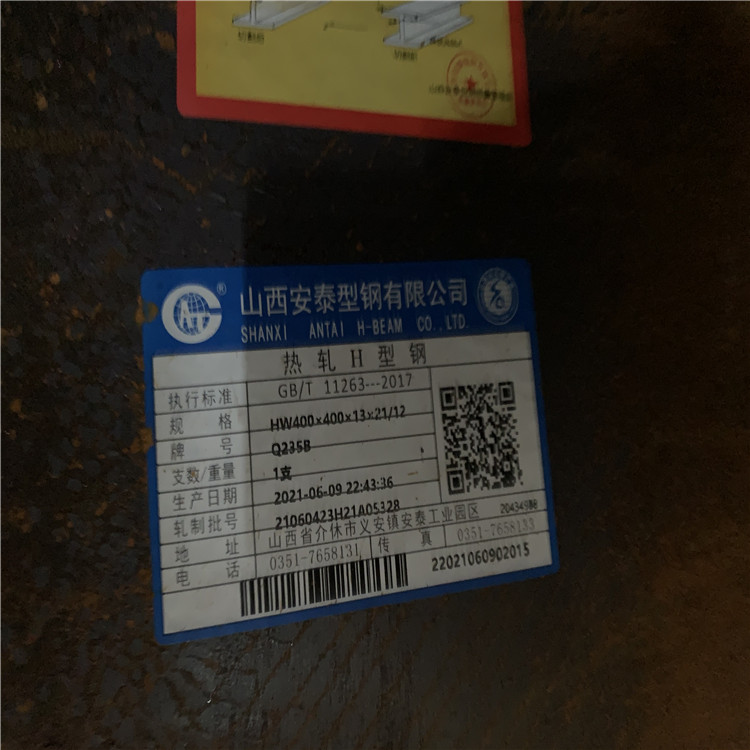 ®
山西安泰型钢有限公司
SHANXI ANTAI H-BEAM CO.,LTD.
热轧H型钢
执行标准 GB/T 11263---2017
规格 HW400×400×13×21/12
牌号 Q235B
支数/重量 1支
生产日期 2021-06-09 22:43:36
轧制批号 21060423H21A05328
地址 山西省介休市义安镇安泰工业园区
电话 0351-7658131 传真 0351-7658133
22021060902015